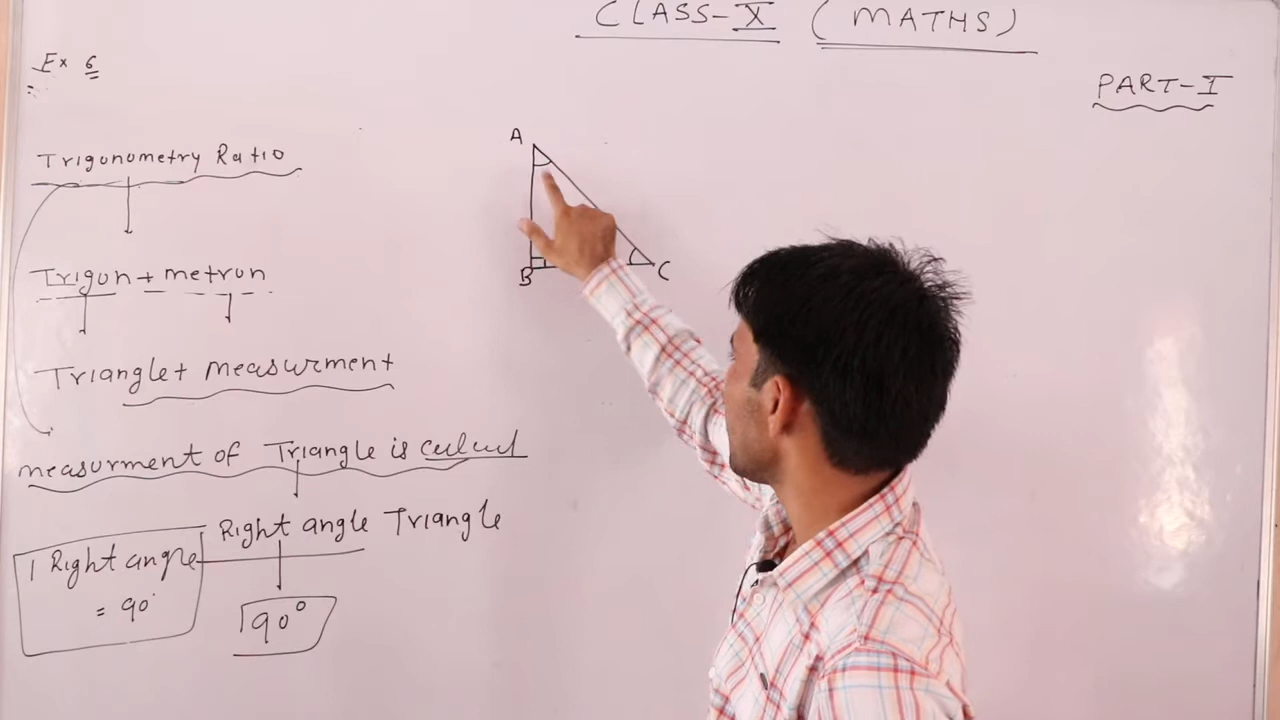 CLASS-X (MATHS)
Ex 6
PART-I
Trigonometry Ratio
A
B
C
Trigon + metron
Triangle + measurment
measurment of Triangle is
Right angle Triangle
1 Right angle
= 90°
90°